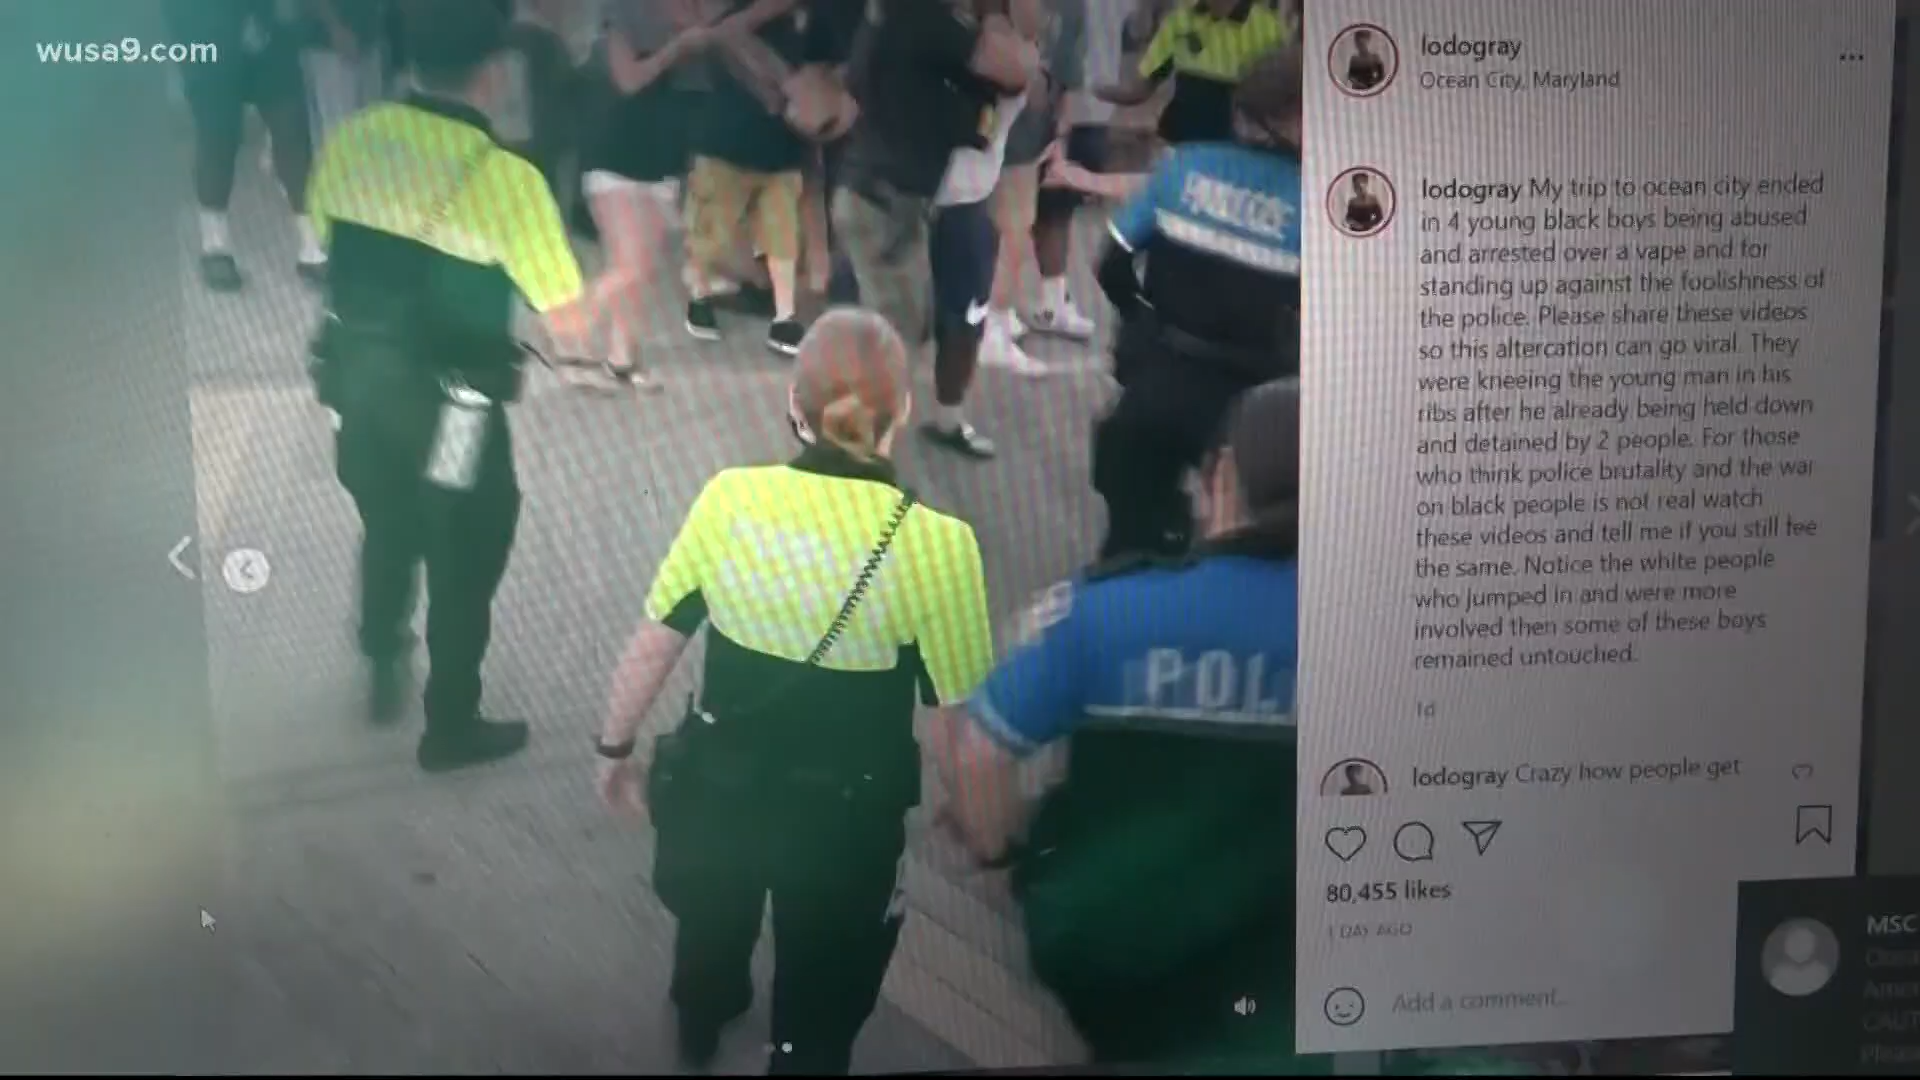 wusa9.com
lodogray
Ocean City, Maryland
lodogray My trip to ocean city ended
in 4 young black boys being abused
and arrested over a vape and for
standing up against the foolishness of
the police. Please share these videos
so this altercation can go viral. They
were kneeing the young man in his
ribs after he already being held down
and detained by 2 people. For those
who think police brutality and the war
on black people is not real watch
these videos and tell me if you still fee
the same. Notice the white people
who jumped in and were more
involved then some of these boys
remained untouched.
1d
lodogray Crazy how people get
80,455 likes
1 DAY AGO
Add a comment...
POL
MSC